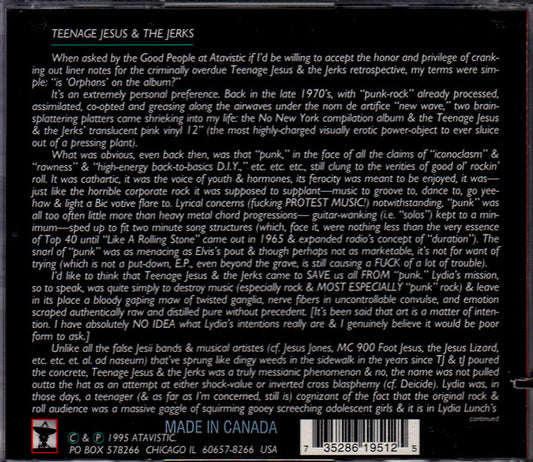 TEENAGE JESUS & THE JERKS
When asked by the Good People at Atavistic if I'd be willing to accept the honor and privilege of crank-
ing out liner notes for the criminally overdue Teenage Jesus & the Jerks retrospective, my terms were sim-
ple: "is 'Orphans' on the album?"
It's an extremely personal preference. Back in the late 1970's, with "punk-rock" already processed,
assimilated, co-opted and greasing along the airwaves under the nom de artifice "new wave," two brain-
splattering platters came shrieking into my life: the No New York compilation album & the Teenage Jesus
& the Jerks' translucent pink vinyl 12" (the most highly-charged visually erotic power-object to ever sluice
out of a pressing plant).
What was obvious, even back then, was that "punk," in the face of all the claims of "iconoclasm" &
"rawness" & "high-energy back-to-basics D.I.Y.," etc. etc. etc., still clung to the verities of good ol' rockin'
roll. It was cathartic, it was the voice of youth & hormones, its ferocity was meant to be enjoyed, it was—
just like the horrible corporate rock it was supposed to supplant—music to groove to, dance to, go yee-
haw & light a Bic votive flare to. Lyrical concerns (fucking PROTEST MUSIC!) notwithstanding, "punk" was
all too often little more than heavy metal chord progressions— guitar-wanking (i.e. "solos") kept to a min-
imum—sped up to fit two minute song structures (which, face it, were nothing less than the very essence
of Top 40 until "Like A Rolling Stone" came out in 1965 & expanded radio's concept of "duration"). The
snarl of "punk" was as menacing as Elvis's pout & though perhaps not as marketable, it's not for want of
trying (which is not a put-down, E.P., even beyond the grave, is still causing a FUCK of a lot of trouble).
I'd like to think that Teenage Jesus & the Jerks came to SAVE us all FROM "punk." Lydia's mission,
so to speak, was quite simply to destroy music (especially rock & MOST ESPECIALLY "punk" rock) & leave
in its place a bloody gaping maw of twisted ganglia, nerve fibers in uncontrollable convulse, and emotion
scraped authentically raw and distilled pure without precedent. [It's been said that art is a matter of inten-
tion. I have absolutely NO IDEA what Lydia's intentions really are & I genuinely believe it would be poor
form to ask.]
Unlike all the false Jesii bands & musical artistes (cf. Jesus Jones, MC 900 Foot Jesus, the Jesus Lizard,
etc. etc. et. al. ad naseum) that've sprung like dingy weeds in the sidewalk in the years since TJ & tJ poured
the concrete, Teenage Jesus & the Jerks was a truly messianic phenomenon & no, the name was not pulled
outta the hat as an attempt at either shock-value or inverted cross blasphemy (cf. Deicide). Lydia was, in
those days, a teenager (& as far as I'm concerned, still is) cognizant of the fact that the original rock &
roll audience was a massive gaggle of squirming gooey screeching adolescent girls & it is in Lydia Lunch's
continued
MADE IN CANADA
© & ℗ 1995 ATAVISTIC.
PO BOX 578266 CHICAGO IL 60657-8266 USA
7 35286 19512 5